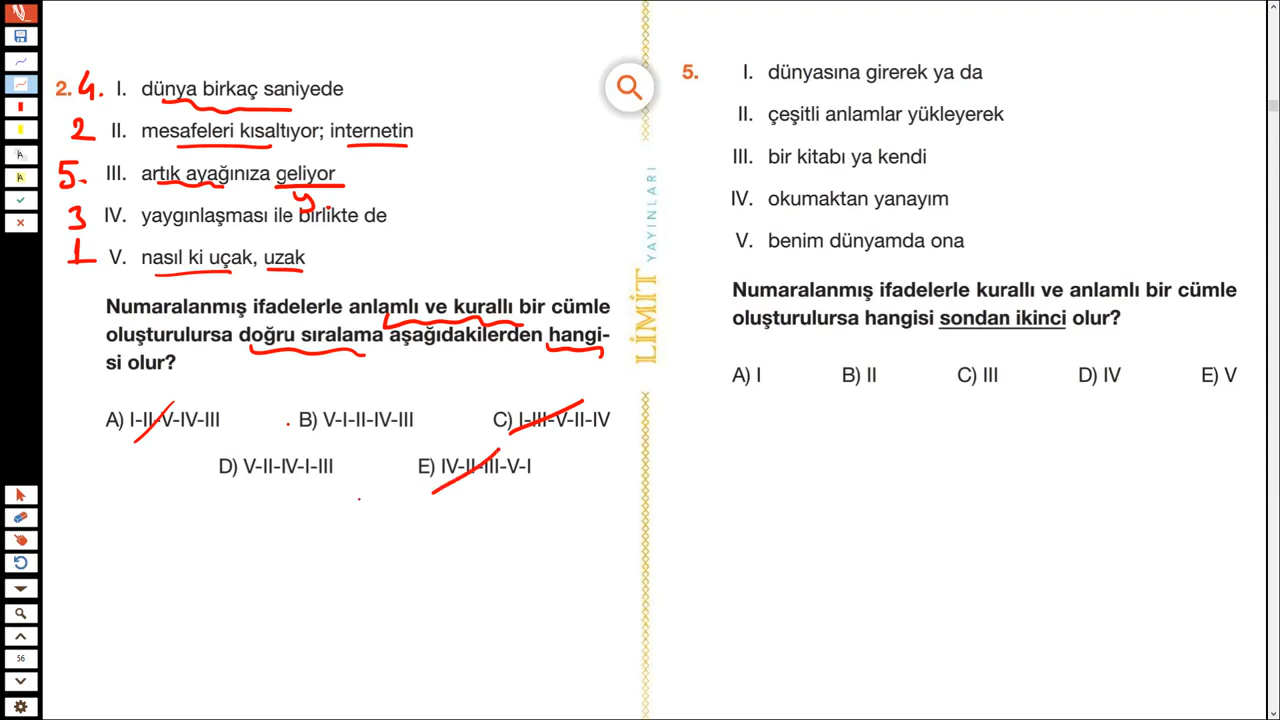 2. 4. I. dünya birkaç saniyede
2 II. mesafeleri kısaltıyor; internetin
5. III. artık ayağınıza geliyor
y.
3 IV. yaygınlaşması ile birlikte de
1 V. nasıl ki uçak, uzak
Numaralanmış ifadelerle anlamlı ve kurallı bir cümle
oluşturulursa doğru sıralama aşağıdakilerden hangi-
si olur?
A) I-II-V-IV-III B) V-I-II-IV-III C) I-III-V-II-IV
D) V-II-IV-I-III E) IV-II-III-V-I
LİMİT YAYINLARI
5. I. dünyasına girerek ya da
II. çeşitli anlamlar yükleyerek
III. bir kitabı ya kendi
IV. okumaktan yanayım
V. benim dünyamda ona
Numaralanmış ifadelerle kurallı ve anlamlı bir cümle
oluşturulursa hangisi sondan ikinci olur?
A) I B) II C) III D) IV E) V
56